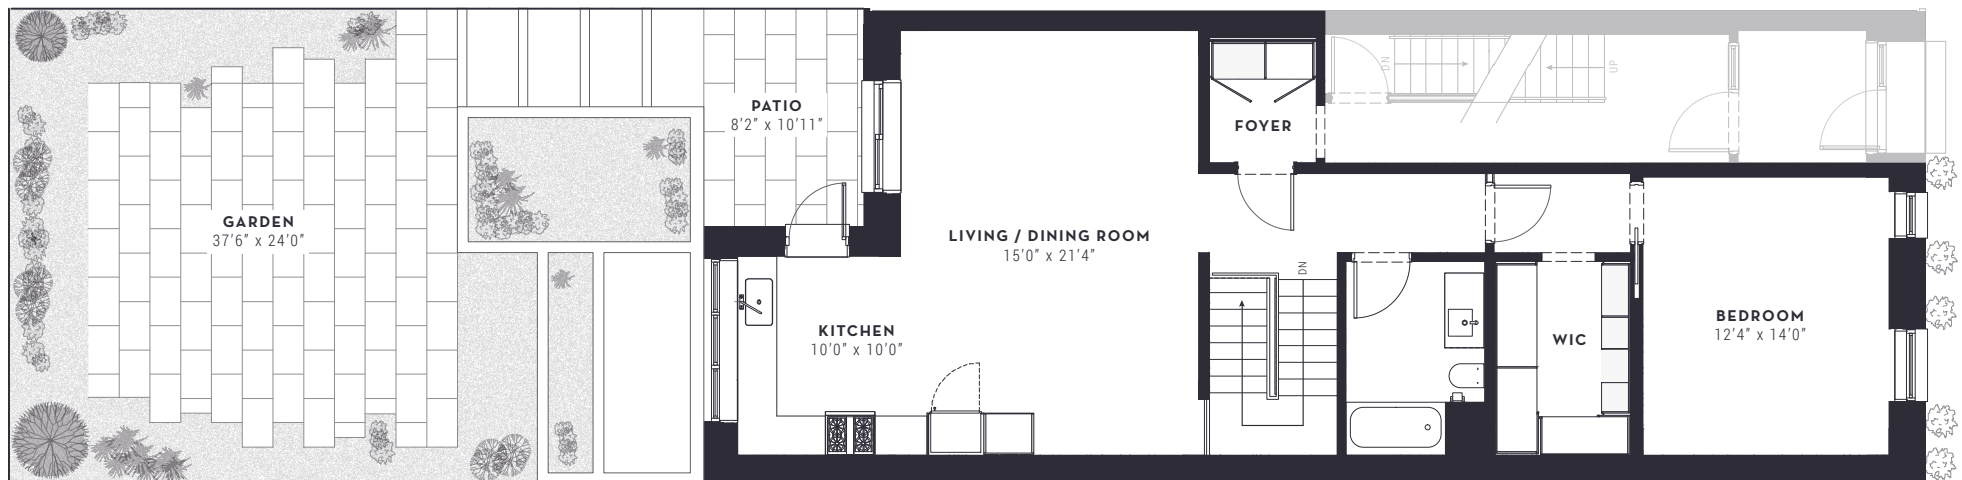 GARDEN
37'6" x 24'0"
PATIO
8'2" x 10'11"
KITCHEN
10'0" x 10'0"
LIVING / DINING ROOM
15'0" x 21'4"
FOYER
DN
UP
DN
WIC
BEDROOM
12'4" x 14'0"